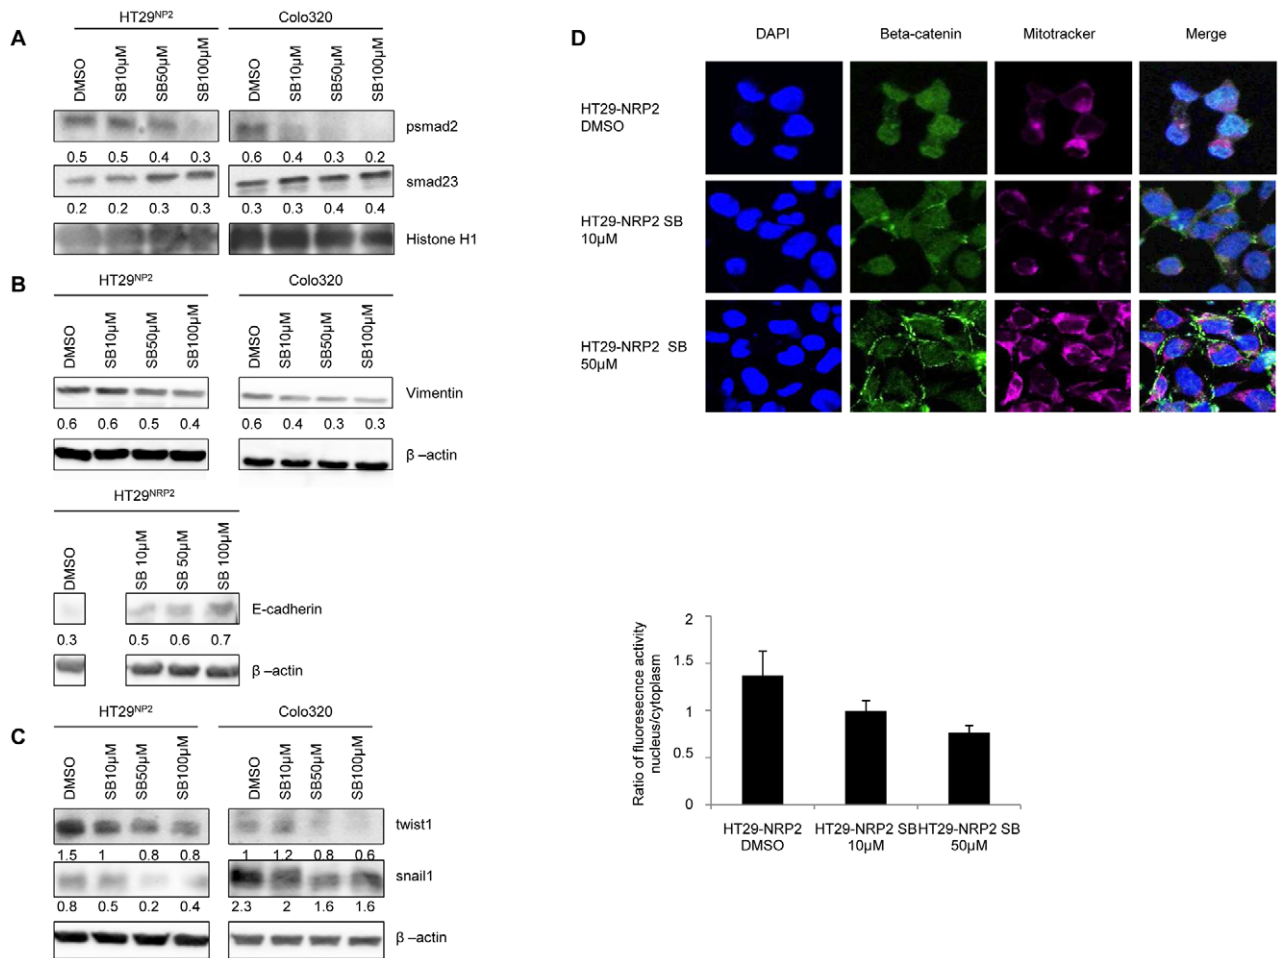 A
HT29NP2 Colo320
DMSO SB10µM SB50µM SB100µM DMSO SB10µM SB50µM SB100µM
psmad2
0.5 0.5 0.4 0.3 0.6 0.4 0.3 0.2
smad23
0.2 0.2 0.3 0.3 0.3 0.3 0.4 0.4
Histone H1
B
HT29NP2 Colo320
DMSO SB10µM SB50µM SB100µM DMSO SB10µM SB50µM SB100µM
Vimentin
0.6 0.6 0.5 0.4 0.6 0.4 0.3 0.3
β –actin
HT29NRP2
DMSO SB 10µM SB 50µM SB 100µM
E-cadherin
0.3 0.5 0.6 0.7
β –actin
C
HT29NP2 Colo320
DMSO SB10µM SB50µM SB100µM DMSO SB10µM SB50µM SB100µM
twist1
1.5 1 0.8 0.8 1 1.2 0.8 0.6
snail1
0.8 0.5 0.2 0.4 2.3 2 1.6 1.6
β –actin
D
DAPI Beta-catenin Mitotracker Merge
HT29-NRP2
DMSO
HT29-NRP2 SB
10µM
HT29-NRP2 SB
50µM
Ratio of fluoresecnce activity
nucleus/cytoplasm
2
1.5
1
0.5
0
HT29-NRP2 HT29-NRP2 SB HT29-NRP2 SB
DMSO 10µM 50µM